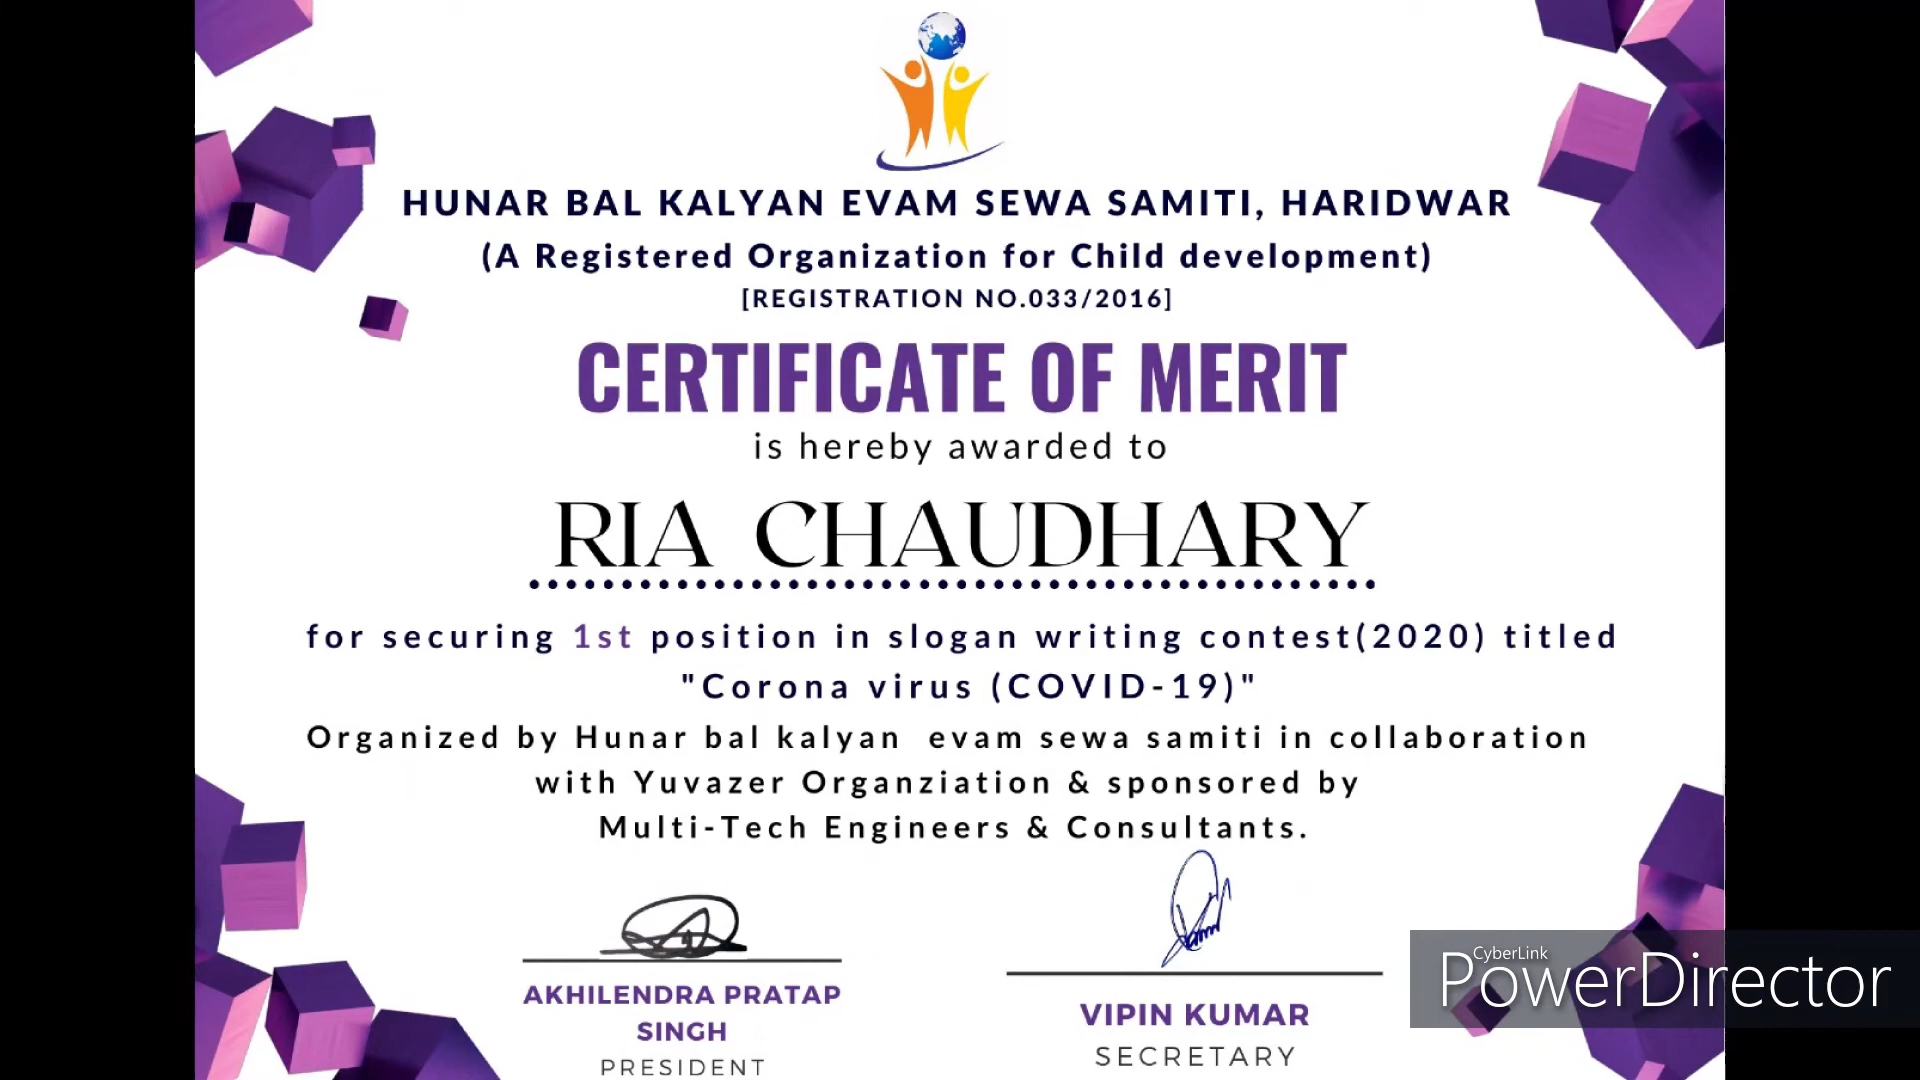 HUNAR BAL KALYAN EVAM SEWA SAMITI, HARIDWAR
(A Registered Organization for Child development)
[REGISTRATION NO.033/2016]
CERTIFICATE OF MERIT
is hereby awarded to
RIA CHAUDHARY
for securing 1st position in slogan writing contest(2020) titled
"Corona virus (COVID-19)"
Organized by Hunar bal kalyan evam sewa samiti in collaboration
with Yuvazer Organziation & sponsored by
Multi-Tech Engineers & Consultants.
AKHILENDRA PRATAP
SINGH
PRESIDENT
VIPIN KUMAR
SECRETARY
CyberLink
PowerDirector